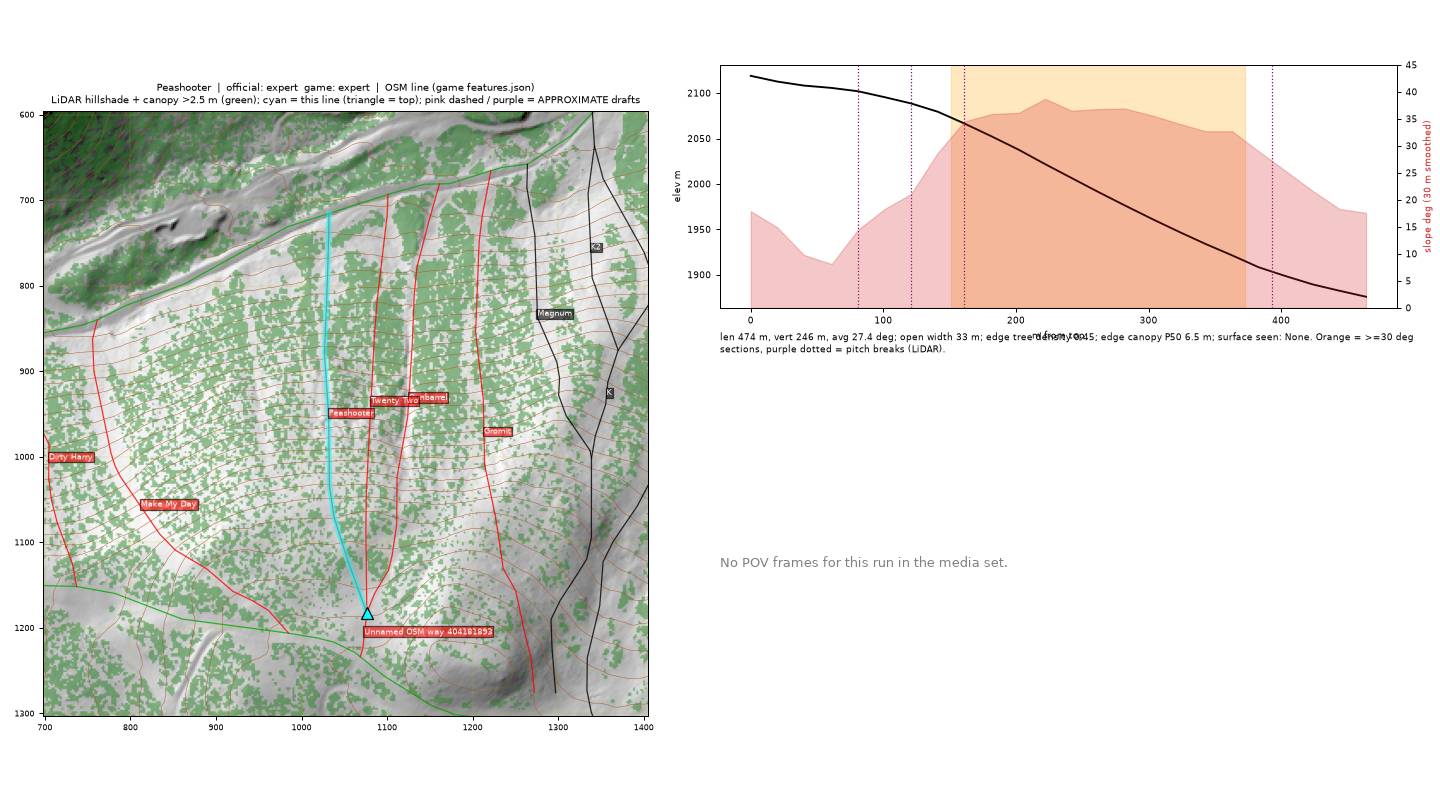 Peashooter | official: expert game: expert | OSM line (game features.json)
LiDAR hillshade + canopy >2.5 m (green); cyan = this line (triangle = top); pink dashed / purple = APPROXIMATE drafts
600
700
800
900
1000
1100
1200
1300
700
800
900
1000
1100
1200
1300
1400
K2
Magnum
K
Twenty Two
Peashooter
Gromit
Dirty Harry
Make My Day
Unnamed OSM way 404181893
elev m
2100
2050
2000
1950
1900
0
100
200
300
400
45
40
35
30
25
20
15
10
5
0
slope deg (30 m smoothed)
m from top
len 474 m, vert 246 m, avg 27.4 deg; open width 33 m; edge tree density 0.45; edge canopy P50 6.5 m; surface seen: None. Orange = >=30 deg
sections, purple dotted = pitch breaks (LiDAR).
No POV frames for this run in the media set.